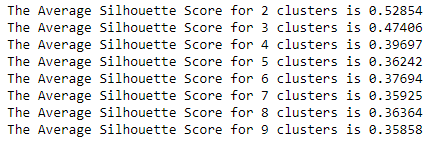 The Average Silhouette Score for 2 clusters is 0.52854
The Average Silhouette Score for 3 clusters is 0.47406
The Average Silhouette Score for 4 clusters is 0.39697
The Average Silhouette Score for 5 clusters is 0.36242
The Average Silhouette Score for 6 clusters is 0.37694
The Average Silhouette Score for 7 clusters is 0.35925
The Average Silhouette Score for 8 clusters is 0.36364
The Average Silhouette Score for 9 clusters is 0.35858